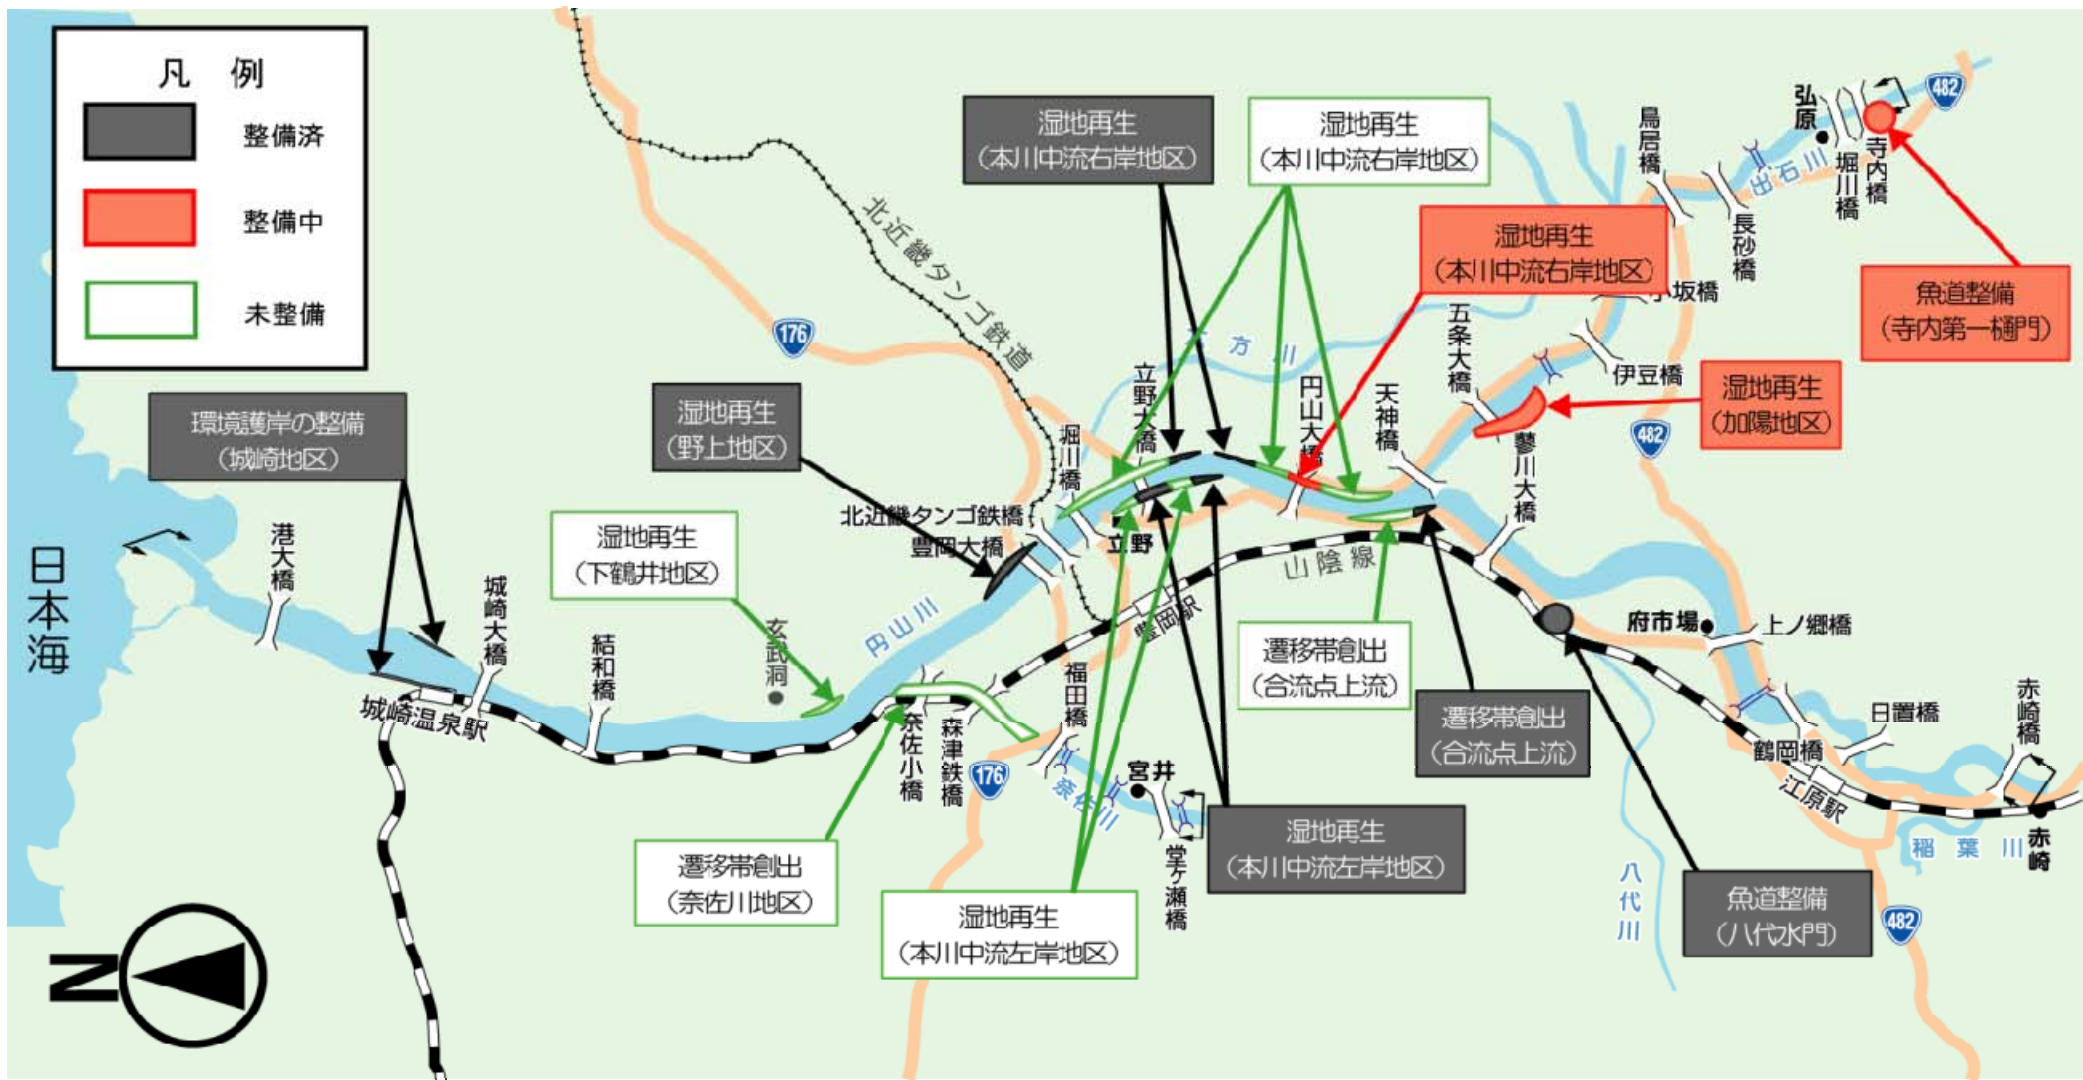 凡 例
整備済
整備中
未整備
日本海
N
環境護岸の整備
（城崎地区）
湿地再生
（野上地区）
湿地再生
（下鶴井地区）
湿地再生
（本川中流右岸地区）
湿地再生
（本川中流右岸地区）
湿地再生
（本川中流右岸地区）
魚道整備
（寺内第一樋門）
湿地再生
（加陽地区）
遷移帯創出
（奈佐川地区）
湿地再生
（本川中流左岸地区）
湿地再生
（本川中流左岸地区）
遷移帯創出
（合流点上流）
遷移帯創出
（合流点上流）
魚道整備
（八代水門）
北近畿タンゴ鉄道
176
176
482
482
482
港大橋
城崎大橋
城崎温泉駅
結和橋
玄武洞
円山川
奈佐小橋
森津鉄橋
福田橋
奈佐川
宮井
堂ヶ瀬橋
北近畿タンゴ鉄橋
豊岡大橋
堀川橋
立野大橋
立野
豊岡駅
山陰線
六方川
円山大橋
天神橋
五条大橋
蓼川大橋
伊豆橋
小坂橋
鳥居橋
長砂橋
出石川
弘原
堀川橋
寺内橋
府市場
上ノ郷橋
八代川
鶴岡橋
日置橋
江原駅
稲葉川
赤崎橋
赤崎